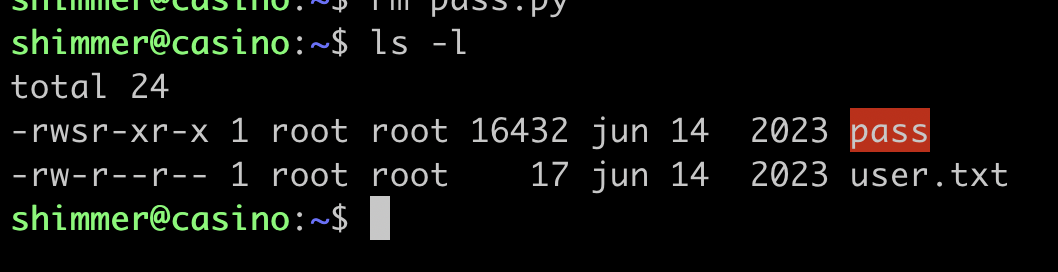 shimmer@casino:~$ rm pass.py
shimmer@casino:~$ ls -l
total 24
-rwsr-xr-x 1 root root 16432 jun 14  2023 pass
-rw-r--r-- 1 root root    17 jun 14  2023 user.txt
shimmer@casino:~$